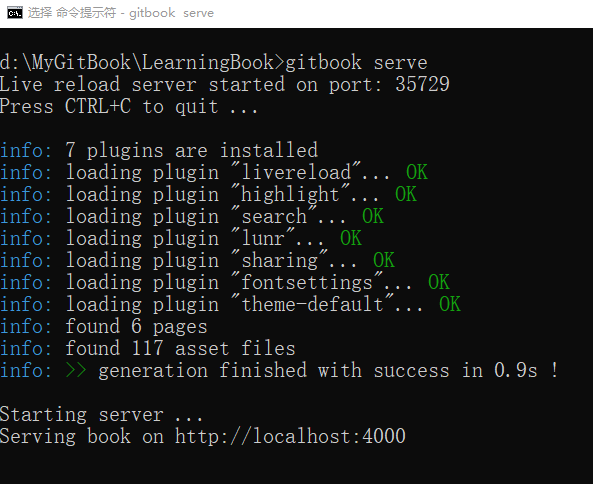 选择 命令提示符 - gitbook  serve
d:\MyGitBook\LearningBook>gitbook serve
Live reload server started on port: 35729
Press CTRL+C to quit ...
info: 7 plugins are installed
info: loading plugin "livereload"... OK
info: loading plugin "highlight"... OK
info: loading plugin "search"... OK
info: loading plugin "lunr"... OK
info: loading plugin "sharing"... OK
info: loading plugin "fontsettings"... OK
info: loading plugin "theme-default"... OK
info: found 6 pages
info: found 117 asset files
info: >> generation finished with success in 0.9s !
Starting server ...
Serving book on http://localhost:4000